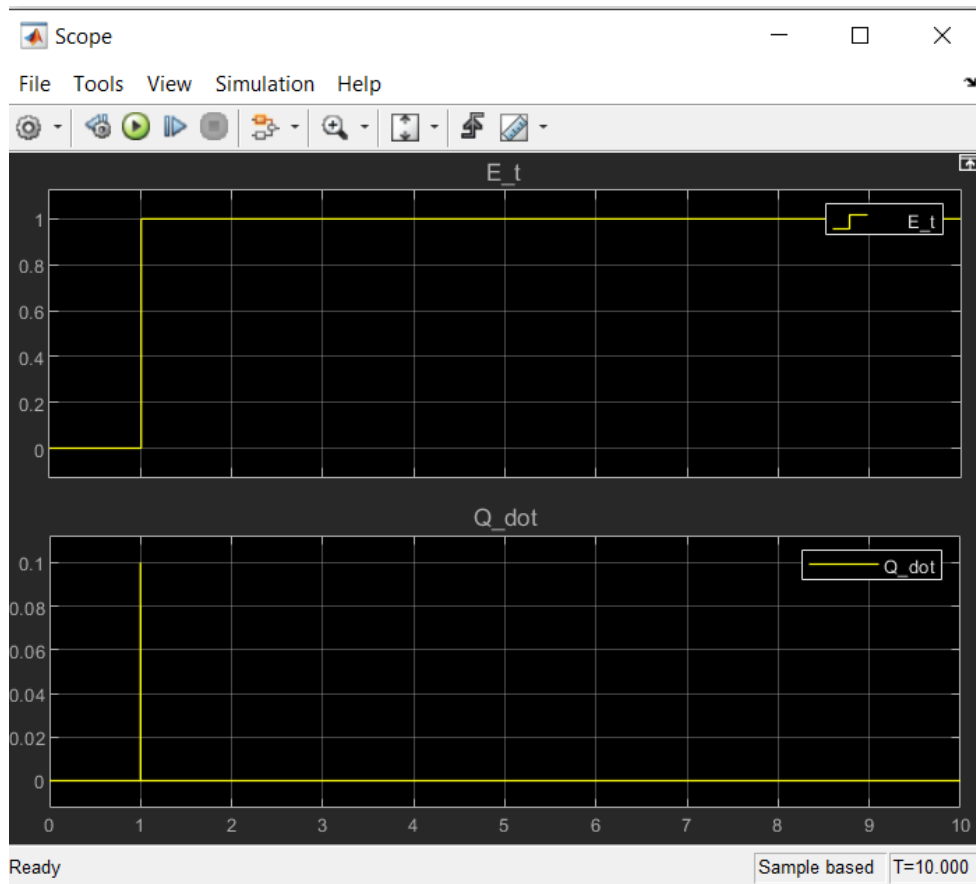 Scope
File Tools View Simulation Help
E_t
E_t
1
0.8
0.6
0.4
0.2
0
Q_dot
Q_dot
0.1
0.08
0.06
0.04
0.02
0
0 1 2 3 4 5 6 7 8 9 10
Ready Sample based T=10.000